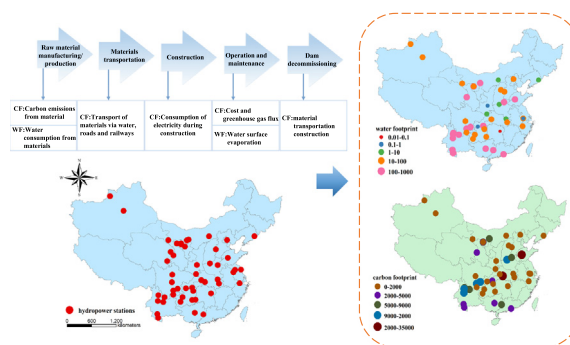 Raw material
manufacturing/
production
Materials
transportation
Construction
Operation and
maintenance
Dam
decommissioning
CF:Carbon emissions
from material
WF:Water
consumption from
materials
CF:Transport of
materials via water,
roads and railways
CF:Consumption of
electricity during
construction
CF:Cost and
greenhouse gas flux
WF:Water surface
evaporation
CF:material
transportation construction
N
W E
S
hydropower stations
0 600 1,200
kilometers
water footprint
0.01-0.1
0.1-1
1-10
10-100
100-1000
carbon footprint
0-2000
2000-5000
5000-9000
9000-2000
2000-35000